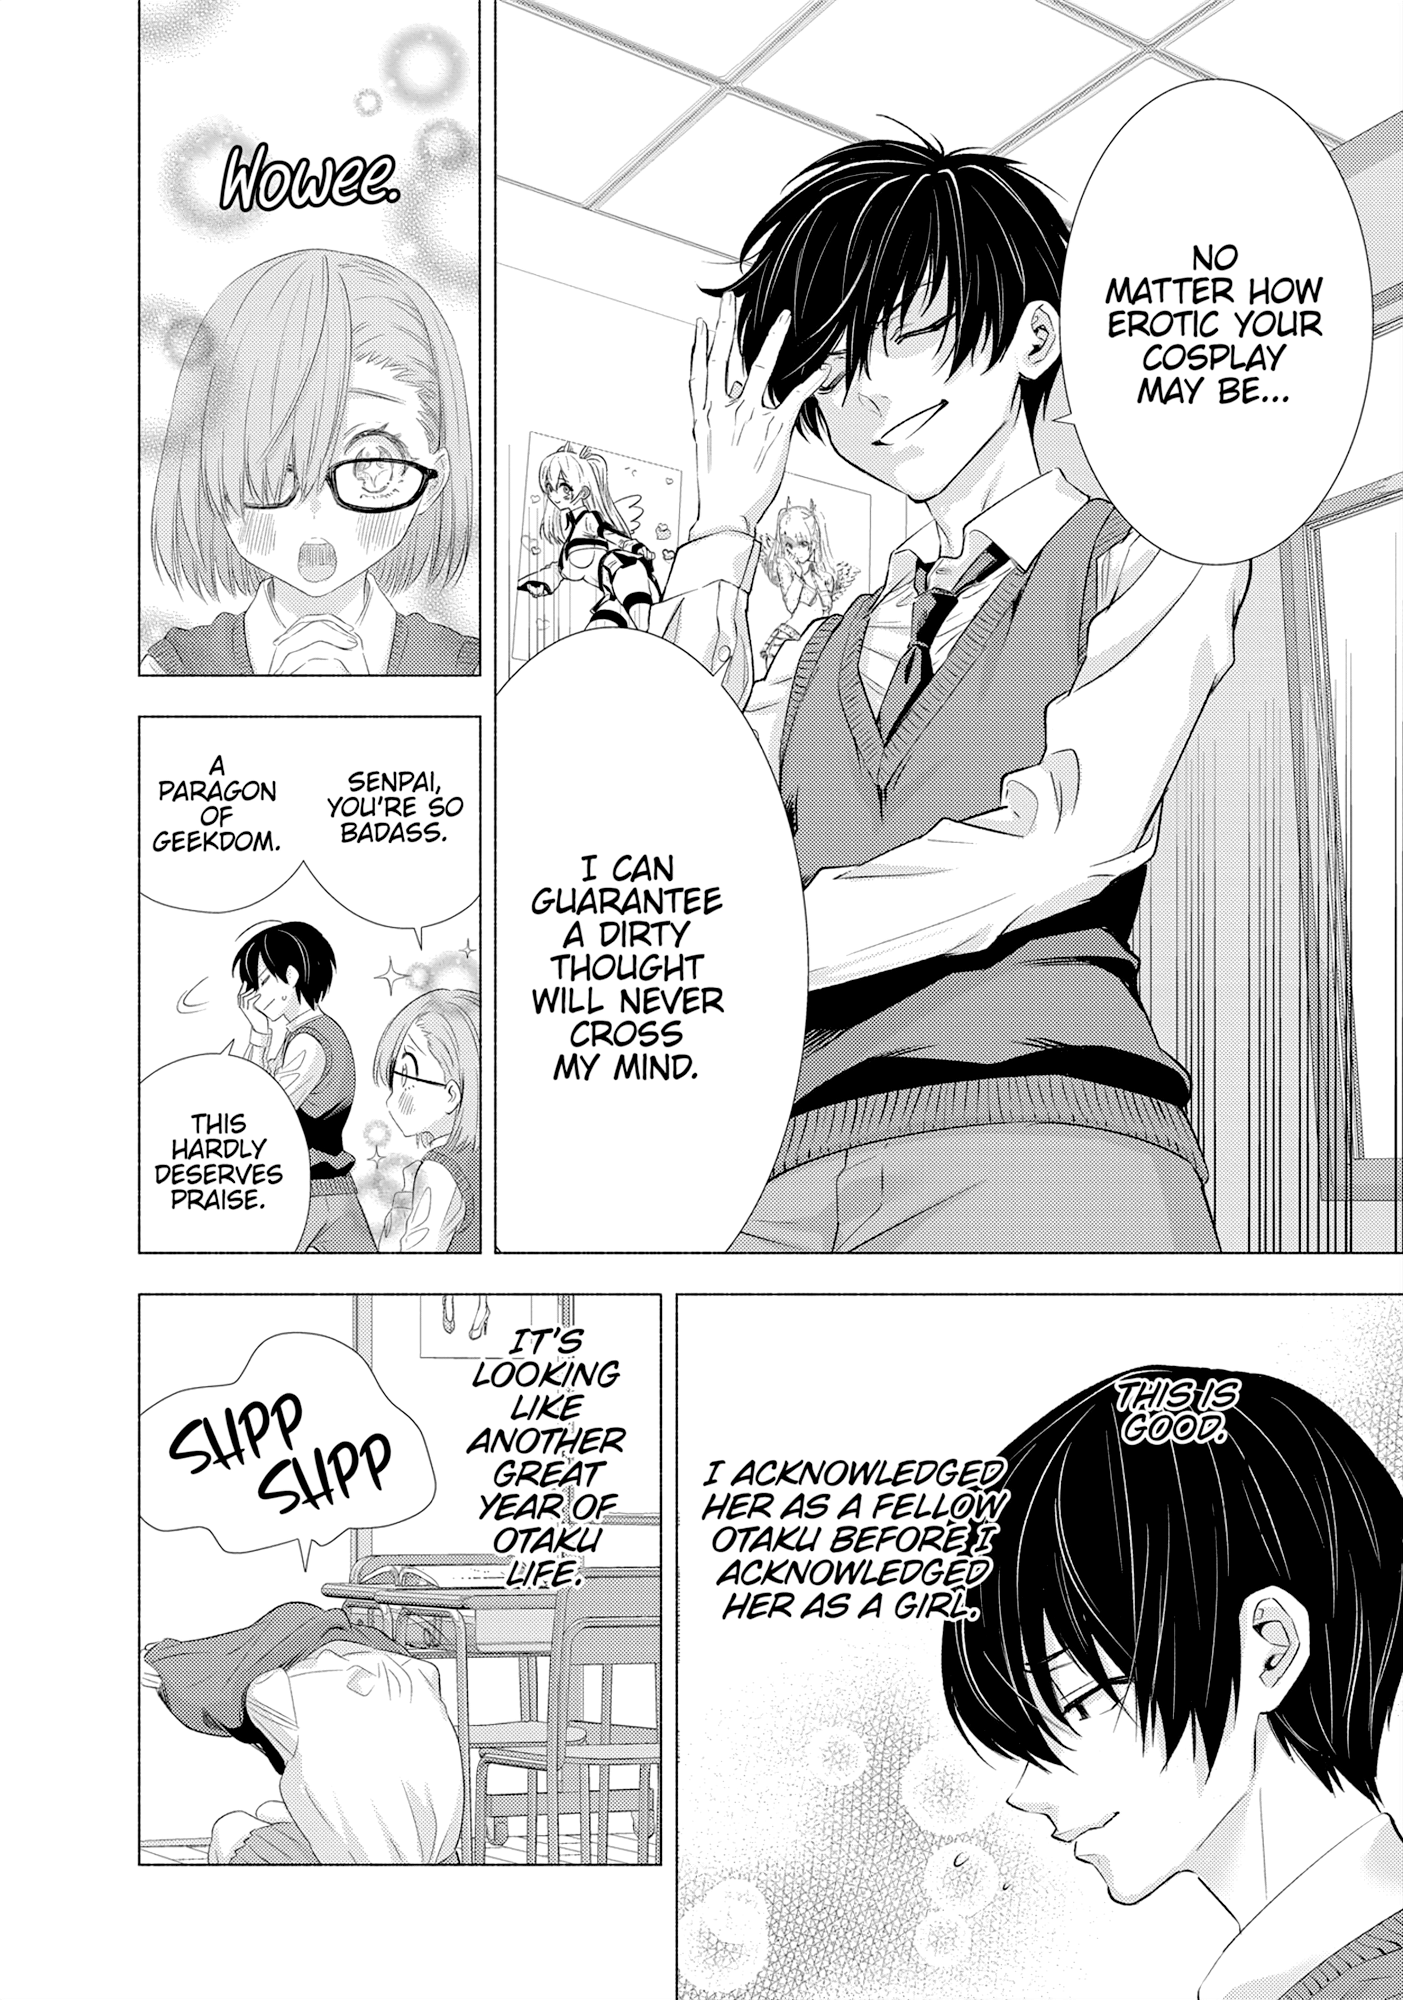 NO
MATTER HOW
EROTIC YOUR
COSPLAY
MAY BE...
I CAN
GUARANTEE
A DIRTY
THOUGHT
WILL NEVER
CROSS
MY MIND.
Wowee.
SENPAI,
YOU'RE SO
BADASS.
A
PARAGON
OF
GEEKDOM.
THIS
HARDLY
DESERVES
PRAISE.
THIS IS
GOOD.
I ACKNOWLEDGED
HER AS A FELLOW
OTAKU BEFORE I
ACKNOWLEDGED
HER AS A GIRL.
IT'S
LOOKING
LIKE
ANOTHER
GREAT
YEAR OF
OTAKU
LIFE.
SHPP
SHPP